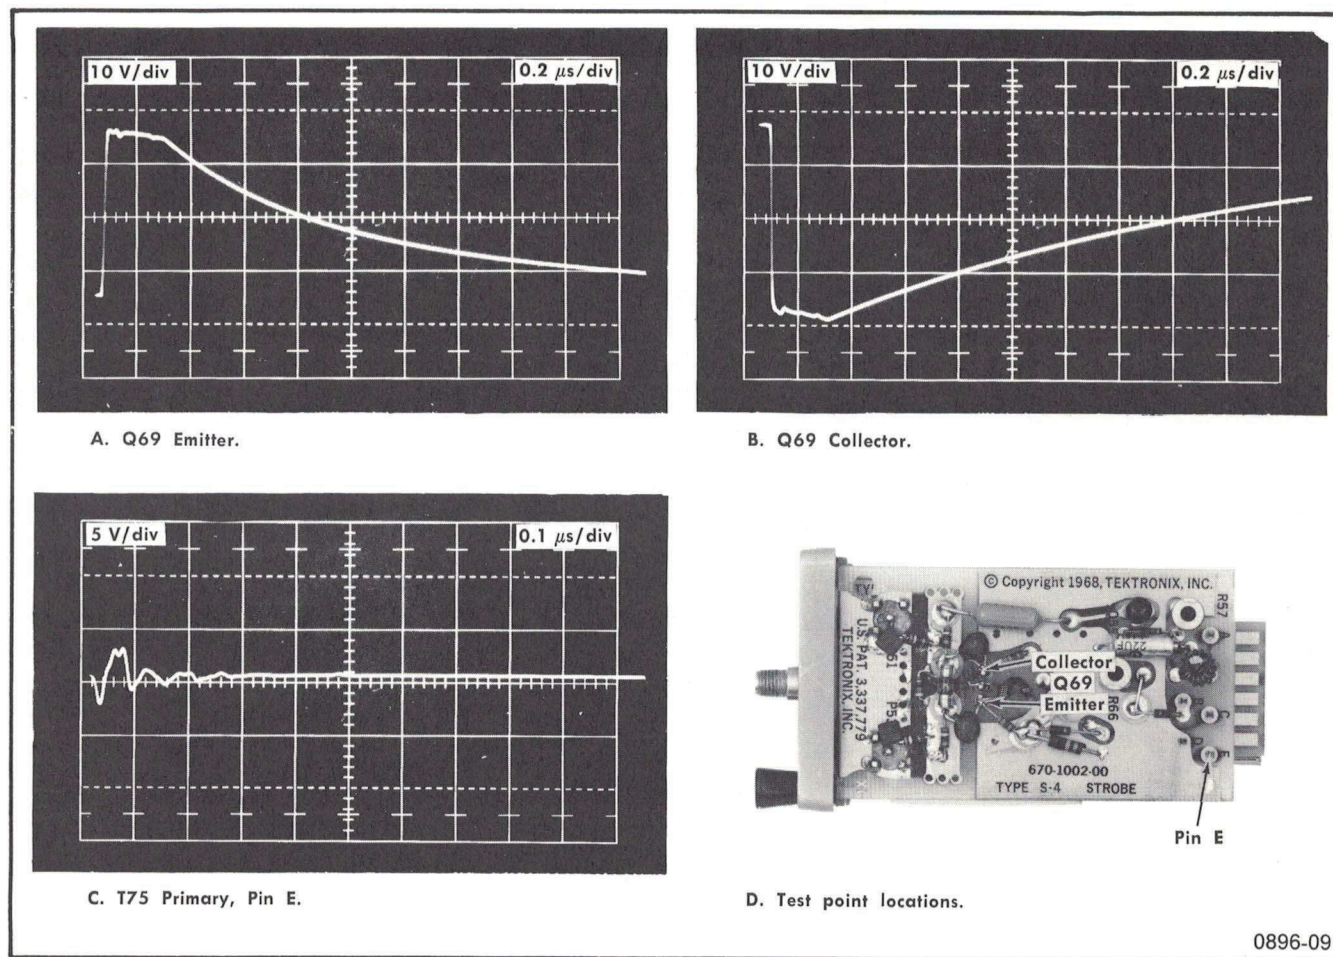 10 V/div
0.2 μs/div
A. Q69 Emitter.
10 V/div
0.2 μs/div
B. Q69 Collector.
5 V/div
0.1 μs/div
C. T75 Primary, Pin E.
© Copyright 1968, TEKTRONIX, INC.
R57
A
U.S. PAT. 3,337,779
TEKTRONIX, INC.
Collector
Q69
Emitter
R66
C
E
670-1002-00
TYPE S-4 STROBE
Pin E
D. Test point locations.
0896-09